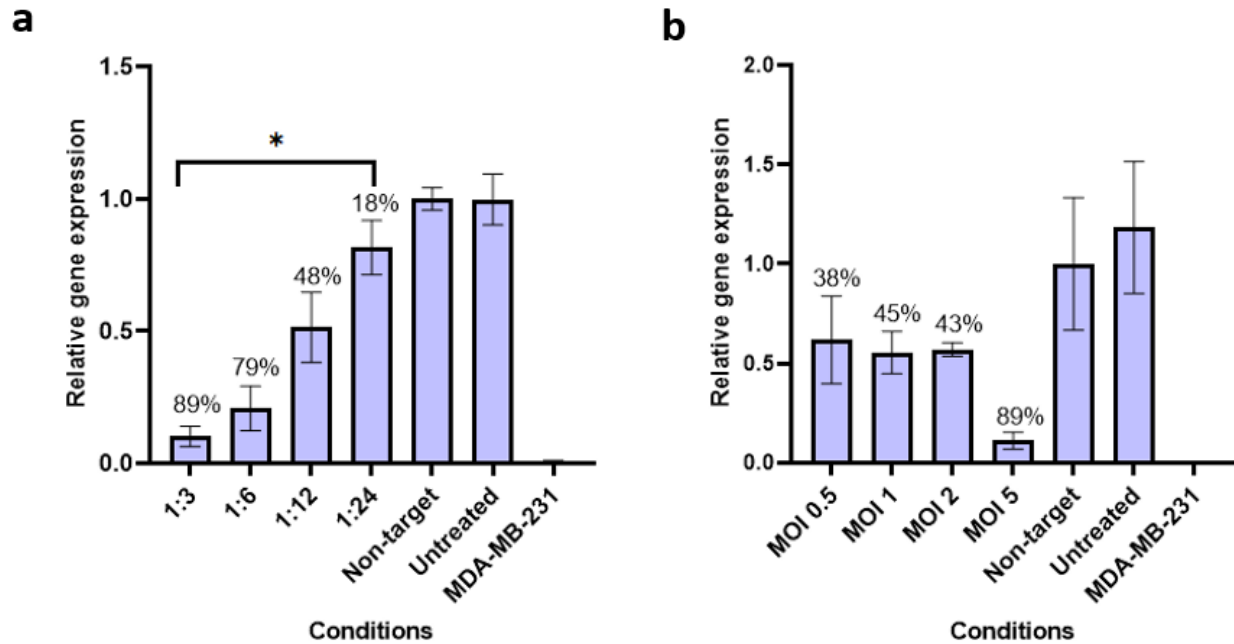 a
Relative gene expression
1.5
1.0
0.5
0.0
*
89%
79%
48%
18%
1:3
1:6
1:12
1:24
Non-target
Untreated
MDA-MB-231
Conditions
b
Relative gene expression
2.0
1.5
1.0
0.5
0.0
38%
45%
43%
89%
MOI 0.5
MOI 1
MOI 2
MOI 5
Non-target
Untreated
MDA-MB-231
Conditions